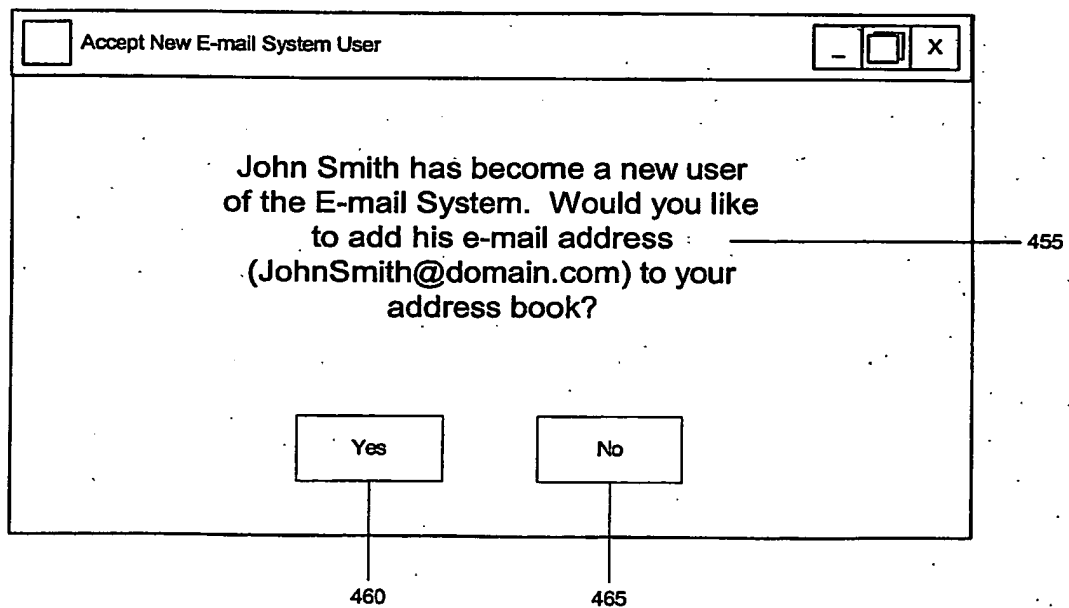 Accept New E-mail System User
_ X
John Smith has become a new user
of the E-mail System. Would you like
to add his e-mail address
455
(JohnSmith@domain.com) to your
address book?
Yes No
460 465